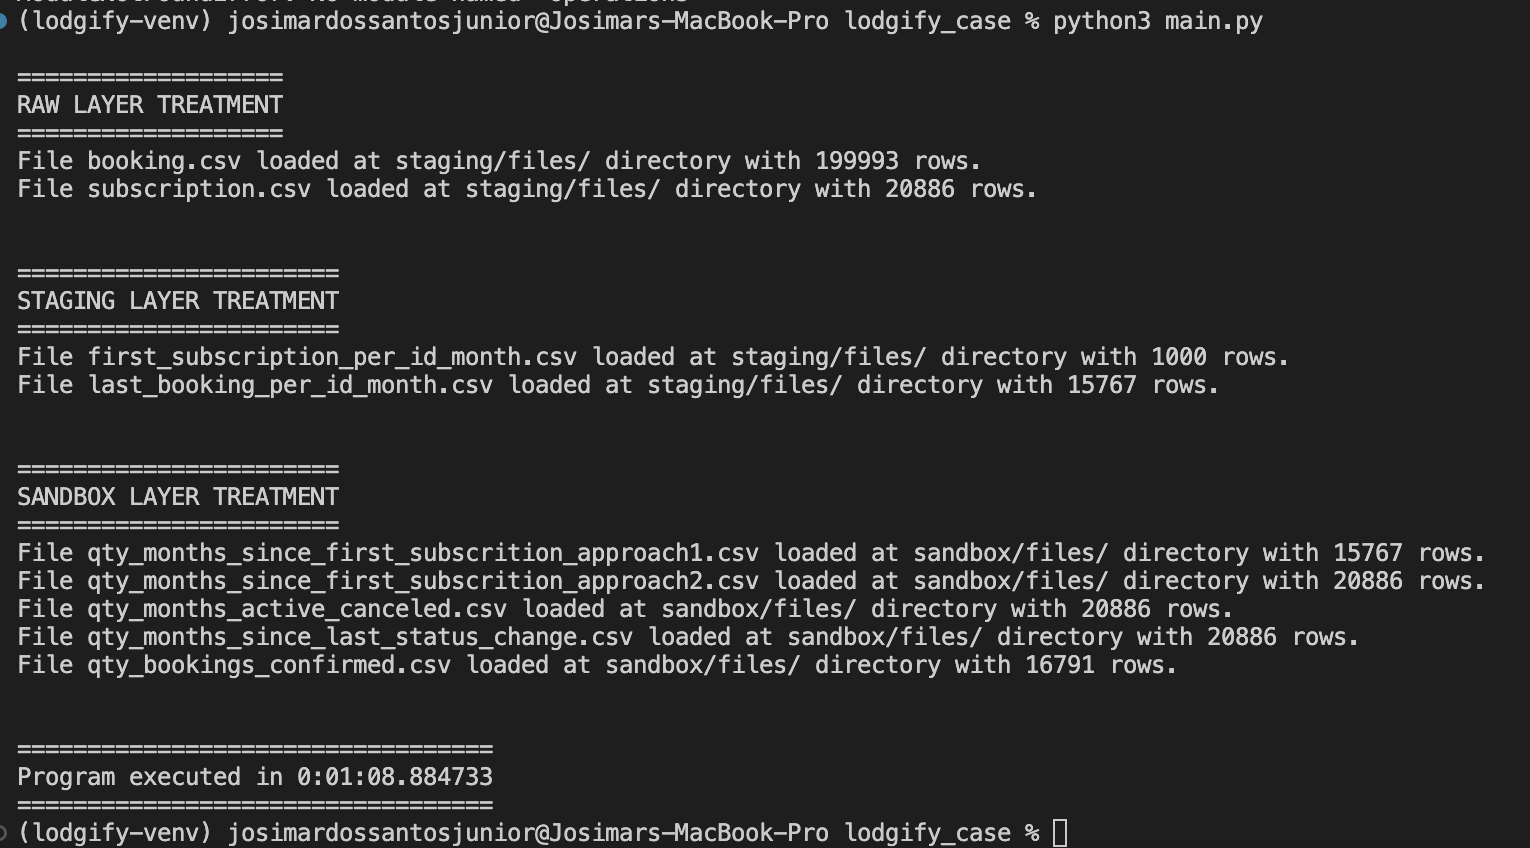 (lodgify-venv) josimardossantosjunior@Josimars-MacBook-Pro lodgify_case % python3 main.py
===================
RAW LAYER TREATMENT
===================
File booking.csv loaded at staging/files/ directory with 199993 rows.
File subscription.csv loaded at staging/files/ directory with 20886 rows.
=======================
STAGING LAYER TREATMENT
=======================
File first_subscription_per_id_month.csv loaded at staging/files/ directory with 1000 rows.
File last_booking_per_id_month.csv loaded at staging/files/ directory with 15767 rows.
=======================
SANDBOX LAYER TREATMENT
=======================
File qty_months_since_first_subscrition_approach1.csv loaded at sandbox/files/ directory with 15767 rows.
File qty_months_since_first_subscrition_approach2.csv loaded at sandbox/files/ directory with 20886 rows.
File qty_months_active_canceled.csv loaded at sandbox/files/ directory with 20886 rows.
File qty_months_since_last_status_change.csv loaded at sandbox/files/ directory with 20886 rows.
File qty_bookings_confirmed.csv loaded at sandbox/files/ directory with 16791 rows.
==================================
Program executed in 0:01:08.884733
==================================
(lodgify-venv) josimardossantosjunior@Josimars-MacBook-Pro lodgify_case %